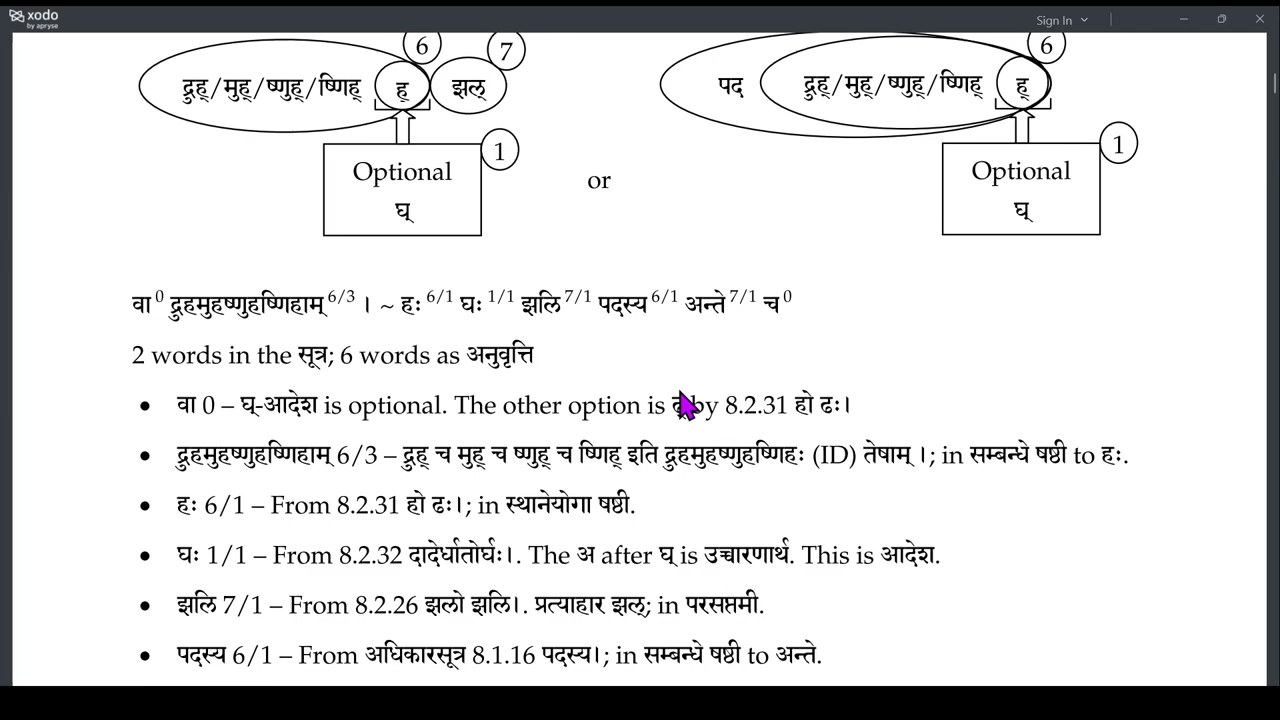 xodo
by apryse
Sign In
6
7
6
द्रुह्/मुह्/ष्णुह्/ष्णिह् ह् झल्
पद द्रुह्/मुह्/ष्णुह्/ष्णिह् ह्
1
1
Optional
घ्
or
Optional
घ्
वा 0 द्रुहमुहष्णुहष्णिहाम् 6/3 । ~ हः 6/1 घः 1/1 झलि 7/1 पदस्य 6/1 अन्ते 7/1 च 0
2 words in the सूत्र; 6 words as अनुवृत्ति
• वा 0 – घ्-आदेश is optional. The other option is by 8.2.31 हो ढः।
• द्रुहमुहष्णुहष्णिहाम् 6/3 – द्रुह् च मुह् च ष्णुह् च ष्णिह् इति द्रुहमुहष्णुहष्णिहः (ID) तेषाम् ।; in सम्बन्धे षष्ठी to हः.
• हः 6/1 – From 8.2.31 हो ढः।; in स्थानेयोगा षष्ठी.
• घः 1/1 – From 8.2.32 दादेर्धातोर्घः।. The अ after घ् is उच्चारणार्थ. This is आदेश.
• झलि 7/1 – From 8.2.26 झलो झलि।. प्रत्याहार झल्; in परसप्तमी.
• पदस्य 6/1 – From अधिकारसूत्र 8.1.16 पदस्य।; in सम्बन्धे षष्ठी to अन्ते.